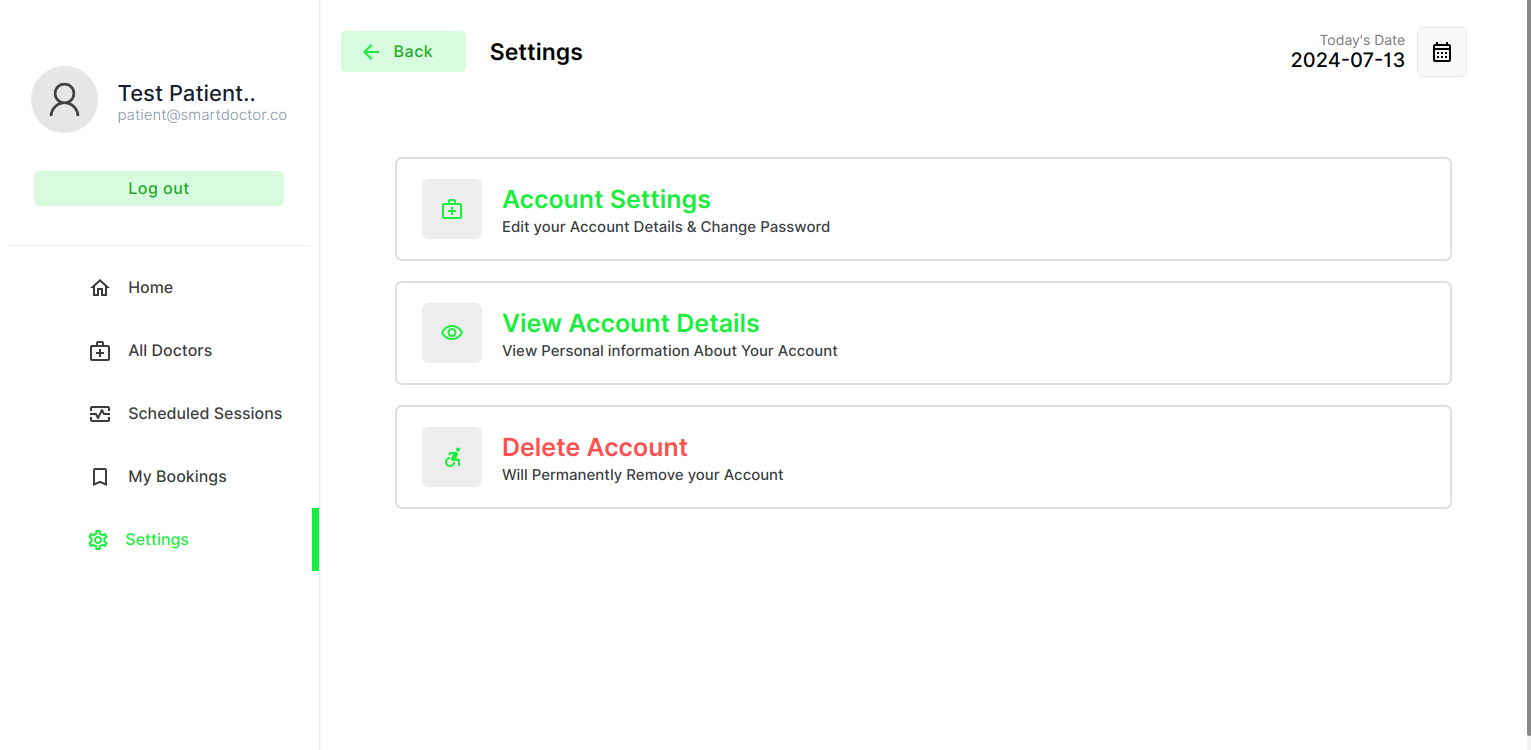 Test Patient..
patient@smartdoctor.co
Log out
Home
All Doctors
Scheduled Sessions
My Bookings
Settings
Back
Settings
Today's Date
2024-07-13
Account Settings
Edit your Account Details & Change Password
View Account Details
View Personal information About Your Account
Delete Account
Will Permanently Remove your Account